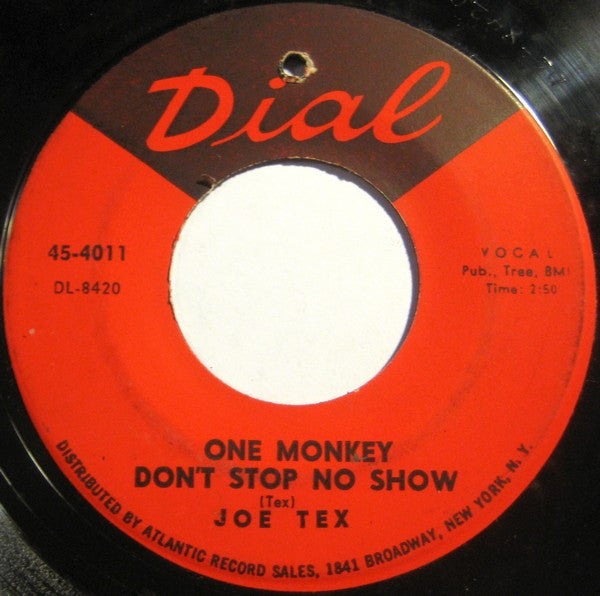 Dial
45-4011
DL-8420
VOCAL
Pub., Tree, BMI
Time: 2:50
ONE MONKEY
DON'T STOP NO SHOW
(Tex)
JOE TEX
DISTRIBUTED BY ATLANTIC RECORD SALES, 1841 BROADWAY, NEW YORK, N. Y.